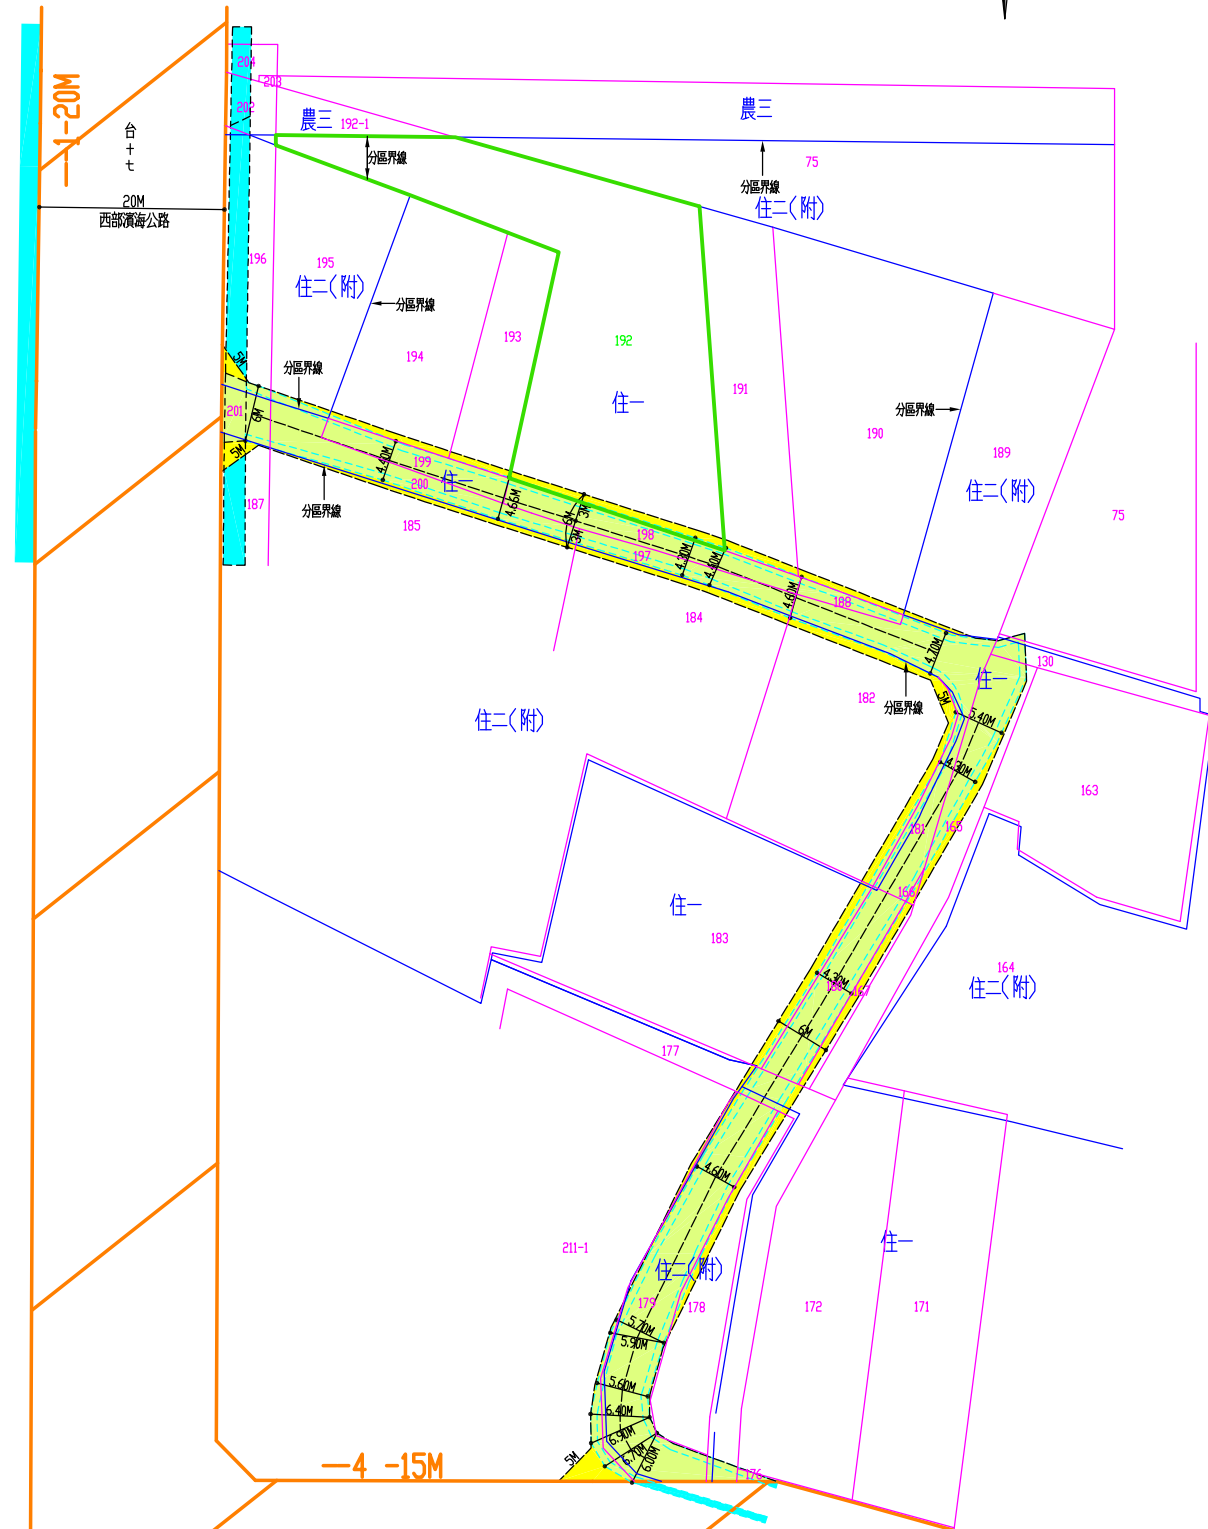 一-1-20M
台十七
20M
西部濱海公路
204
203
202
農三
192-1
農三
分區界線
75
分區界線
住二(附)
196
195
住二(附)
分區界線
193
192
194
191
分區界線
5M
住一
分區界線
201
6M
190
189
5M
4.40M
199
住一
200
住二(附)
187
4.65M
75
分區界線
185
6M
3M
3M
198
197
4.30M
4.40M
4.60M
188
184
4.70M
130
住一
182
分區界線
5M
5.40M
住二(附)
4.30M
163
181
165
166
住一
183
164
4.30M
180
167
住二(附)
6M
177
4.60M
211-1
住一
住二(附)
179
178
172
171
5.70M
5.90M
5.60M
6.40M
6.90M
6.70M
6.00M
5M
一-4 -15M
176